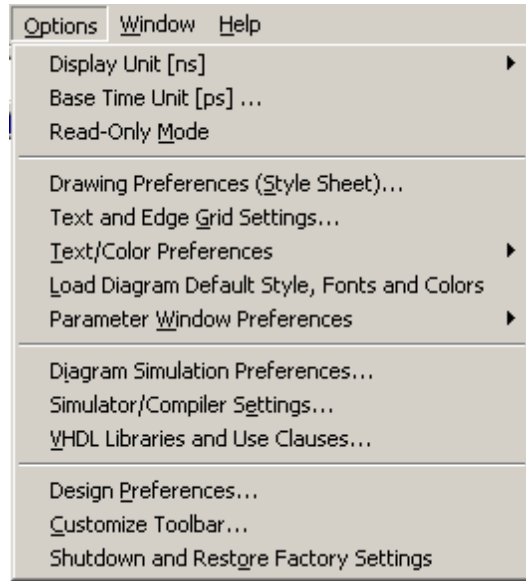 Options Window Help
Display Unit [ns]
Base Time Unit [ps] ...
Read-Only Mode
Drawing Preferences (Style Sheet)...
Text and Edge Grid Settings...
Text/Color Preferences
Load Diagram Default Style, Fonts and Colors
Parameter Window Preferences
Diagram Simulation Preferences...
Simulator/Compiler Settings...
VHDL Libraries and Use Clauses...
Design Preferences...
Customize Toolbar...
Shutdown and Restore Factory Settings